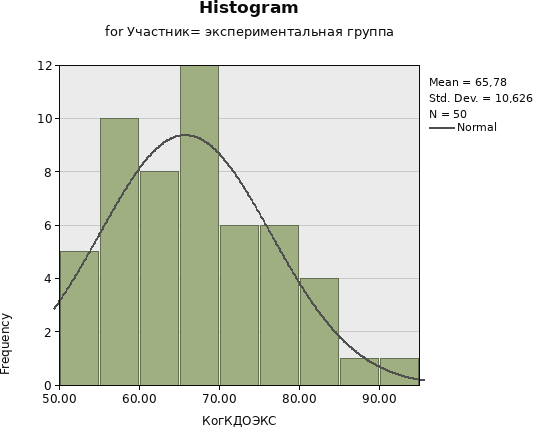 Histogram
for Участник= экспериментальная группа
12
10
8
6
4
2
0
Frequency
50.00 60.00 70.00 80.00 90.00
КогКДОЭКС
Mean = 65,78
Std. Dev. = 10,626
N = 50
Normal